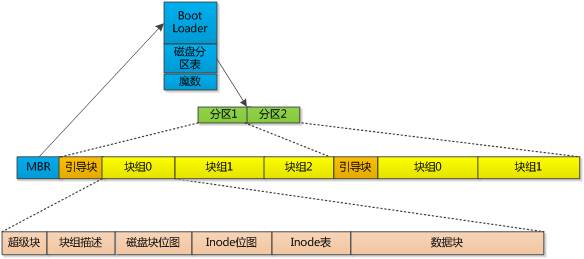 Boot
Loader
磁盘分
区表
魔数
分区1 分区2
MBR 引导块 块组0 块组1 块组2 引导块 块组0 块组1
超级块 块组描述 磁盘块位图 Inode位图 Inode表 数据块